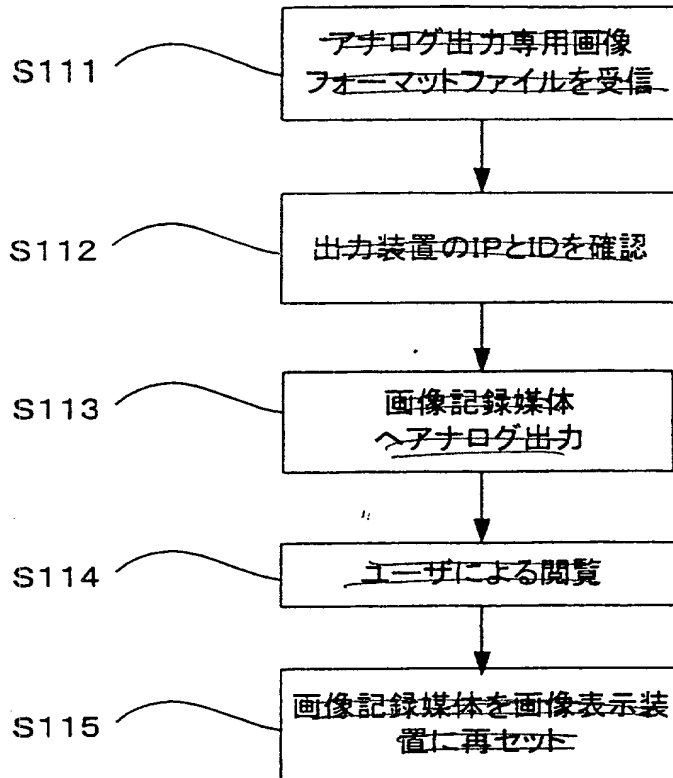 S111
アナログ出力専用画像
フォーマットファイルを受信
S112
出力装置のIPとIDを確認
S113
画像記録媒体
へアナログ出力
S114
ユーザによる閲覧
S115
画像記録媒体を画像表示装
置に再セット